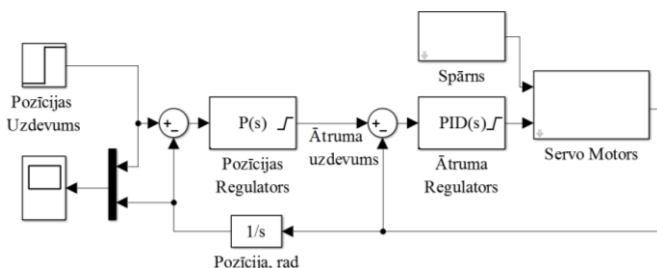 Pozīcijas
Uzdevums
+
−
P(s)
Pozīcijas
Regulators
Ātruma
uzdevums
+
−
PID(s)
Ātruma
Regulators
Spārns
Servo Motors
1/s
Pozīcija, rad